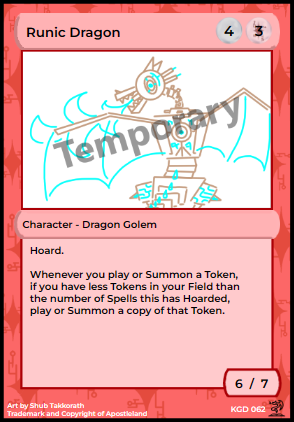 Runic Dragon
4 3
Temporary
Character - Dragon Golem
Hoard.
Whenever you play or Summon a Token,
if you have less Tokens in your Field than
the number of Spells this has Hoarded,
play or Summon a copy of that Token.
6 / 7
Art by Shub Takkorath
Trademark and Copyright of Apostleland
KGD 062